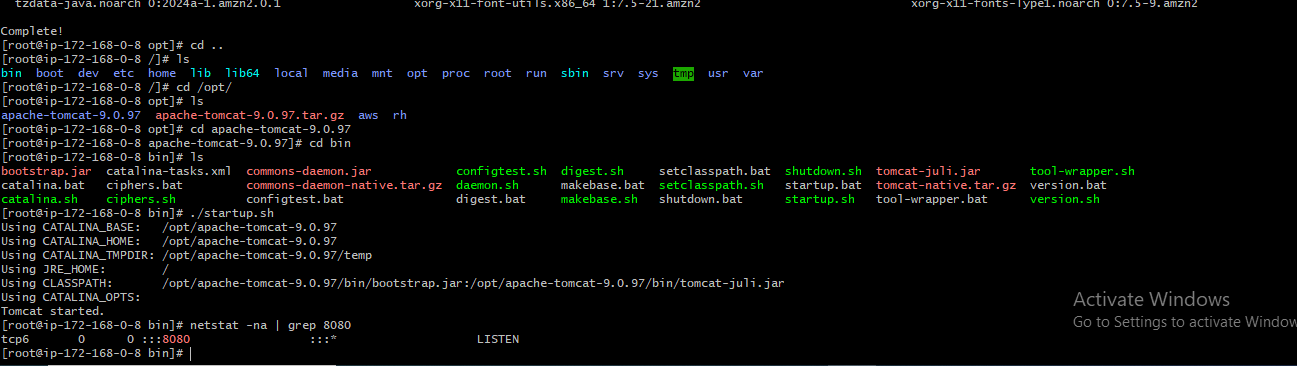 tzdata-java.noarch 0:2024a-1.amzn2.0.1 xorg-x11-font-utils.x86_64 1:7.5-21.amzn2 xorg-x11-fonts-Type1.noarch 0:7.5-9.amzn2
Complete!
[root@ip-172-168-0-8 opt]# cd ..
[root@ip-172-168-0-8 /]# ls
bin boot dev etc home lib lib64 local media mnt opt proc root run sbin srv sys tmp usr var
[root@ip-172-168-0-8 /]# cd /opt/
[root@ip-172-168-0-8 opt]# ls
apache-tomcat-9.0.97 apache-tomcat-9.0.97.tar.gz aws rh
[root@ip-172-168-0-8 opt]# cd apache-tomcat-9.0.97
[root@ip-172-168-0-8 apache-tomcat-9.0.97]# cd bin
[root@ip-172-168-0-8 bin]# ls
bootstrap.jar catalina-tasks.xml commons-daemon.jar configtest.sh digest.sh setclasspath.bat shutdown.sh tomcat-juli.jar tool-wrapper.sh
catalina.bat ciphers.bat commons-daemon-native.tar.gz daemon.sh makebase.bat setclasspath.sh startup.bat tomcat-native.tar.gz version.bat
catalina.sh ciphers.sh configtest.bat digest.bat makebase.sh shutdown.bat startup.sh tool-wrapper.bat version.sh
[root@ip-172-168-0-8 bin]# ./startup.sh
Using CATALINA_BASE: /opt/apache-tomcat-9.0.97
Using CATALINA_HOME: /opt/apache-tomcat-9.0.97
Using CATALINA_TMPDIR: /opt/apache-tomcat-9.0.97/temp
Using JRE_HOME: /
Using CLASSPATH: /opt/apache-tomcat-9.0.97/bin/bootstrap.jar:/opt/apache-tomcat-9.0.97/bin/tomcat-juli.jar
Using CATALINA_OPTS:
Tomcat started.
[root@ip-172-168-0-8 bin]# netstat -na | grep 8080
tcp6 0 0 :::8080 :::* LISTEN
[root@ip-172-168-0-8 bin]#
Activate Windows
Go to Settings to activate Window